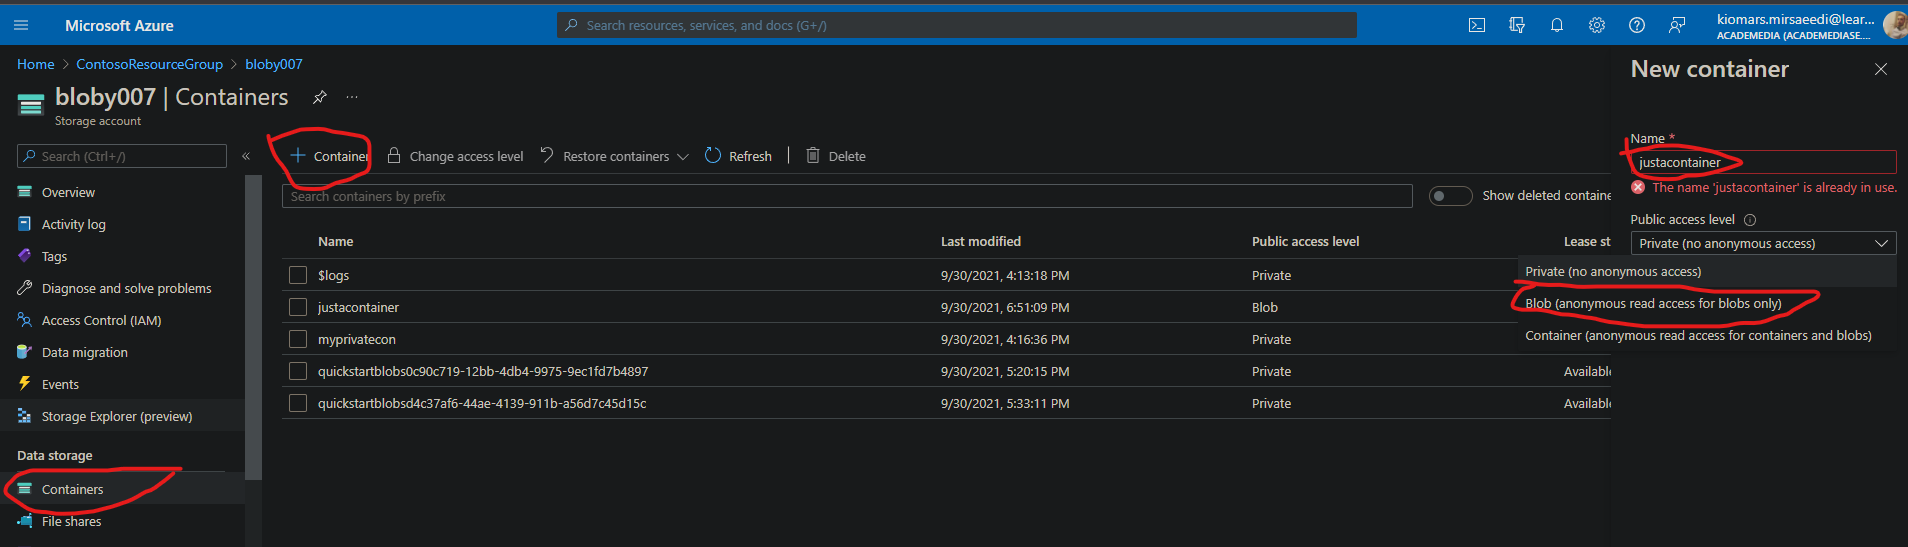 Microsoft Azure
Search resources, services, and docs (G+/)
kiomars.mirsaeedi@lear...
ACADEMEDIA (ACADEMEDIASE....
Home > ContosoResourceGroup > bloby007
bloby007 | Containers
...
Storage account
Search (Ctrl+/)
«
Overview
Activity log
Tags
Diagnose and solve problems
Access Control (IAM)
Data migration
Events
Storage Explorer (preview)
Data storage
Containers
File shares
+ Container
Change access level
Restore containers
Refresh
Delete
Search containers by prefix
Show deleted containe
Name Last modified Public access level Lease st
$logs 9/30/2021, 4:13:18 PM Private
justacontainer 9/30/2021, 6:51:09 PM Blob
myprivatecon 9/30/2021, 4:16:36 PM Private
quickstartblobs0c90c719-12bb-4db4-9975-9ec1fd7b4897 9/30/2021, 5:20:15 PM Private Available
quickstartblobsd4c37af6-44ae-4139-911b-a56d7c45d15c 9/30/2021, 5:33:11 PM Private Available
New container
Name *
justacontainer
The name 'justacontainer' is already in use.
Public access level
Private (no anonymous access)
Private (no anonymous access)
Blob (anonymous read access for blobs only)
Container (anonymous read access for containers and blobs)